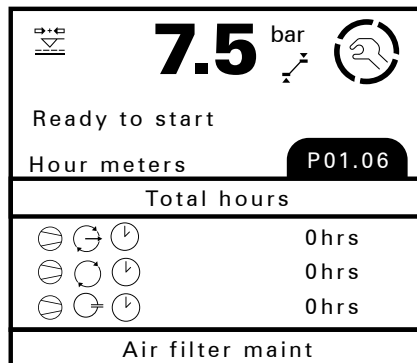 7.5 bar
Ready to start
Hour meters P01.06
Total hours
0hrs
0hrs
0hrs
Air filter maint